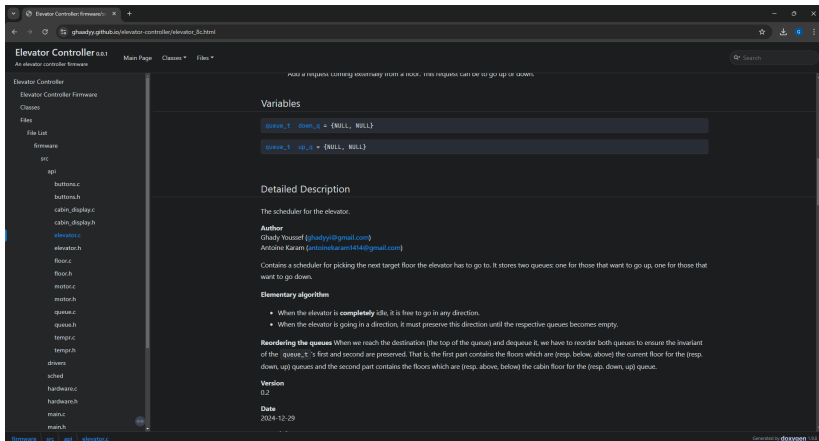 Elevator Controller: firmware/s
ghaadyy.github.io/elevator-controller/elevator_8c.html
Elevator Controller 0.0.1
An elevator controller firmware
Main Page Classes Files
Search
Elevator Controller
Elevator Controller Firmware
Classes
Files
File List
firmware
src
api
buttons.c
buttons.h
cabin_display.c
cabin_display.h
elevator.c
elevator.h
floor.c
floor.h
motor.c
motor.h
queue.c
queue.h
tempr.c
tempr.h
drivers
sched
hardware.c
hardware.h
main.c
main.h
Add a request coming externally from a floor. This request can be to go up or down.
Variables
queue_t down_q = {NULL, NULL}
queue_t up_q = {NULL, NULL}
Detailed Description
The scheduler for the elevator.
Author
Ghady Youssef (ghadyyi@gmail.com)
Antoine Karam (antoinekaram1414@gmail.com)
Contains a scheduler for picking the next target floor the elevator has to go to. It stores two queues: one for those that want to go up, one for those that
want to go down.
Elementary algorithm
• When the elevator is completely idle, it is free to go in any direction.
• When the elevator is going in a direction, it must preserve this direction until the respective queues becomes empty.
Reordering the queues When we reach the destination (the top of the queue) and dequeue it, we have to reorder both queues to ensure the invariant
of the queue_t 's first and second are preserved. That is, the first part contains the floors which are (resp. below, above) the current floor for the (resp.
down, up) queues and the second part contains the floors which are (resp. above, below) the cabin floor for the (resp. down, up) queue.
Version
0.2
Date
2024-12-29
firmware src api elevator.c
Generated by doxygen